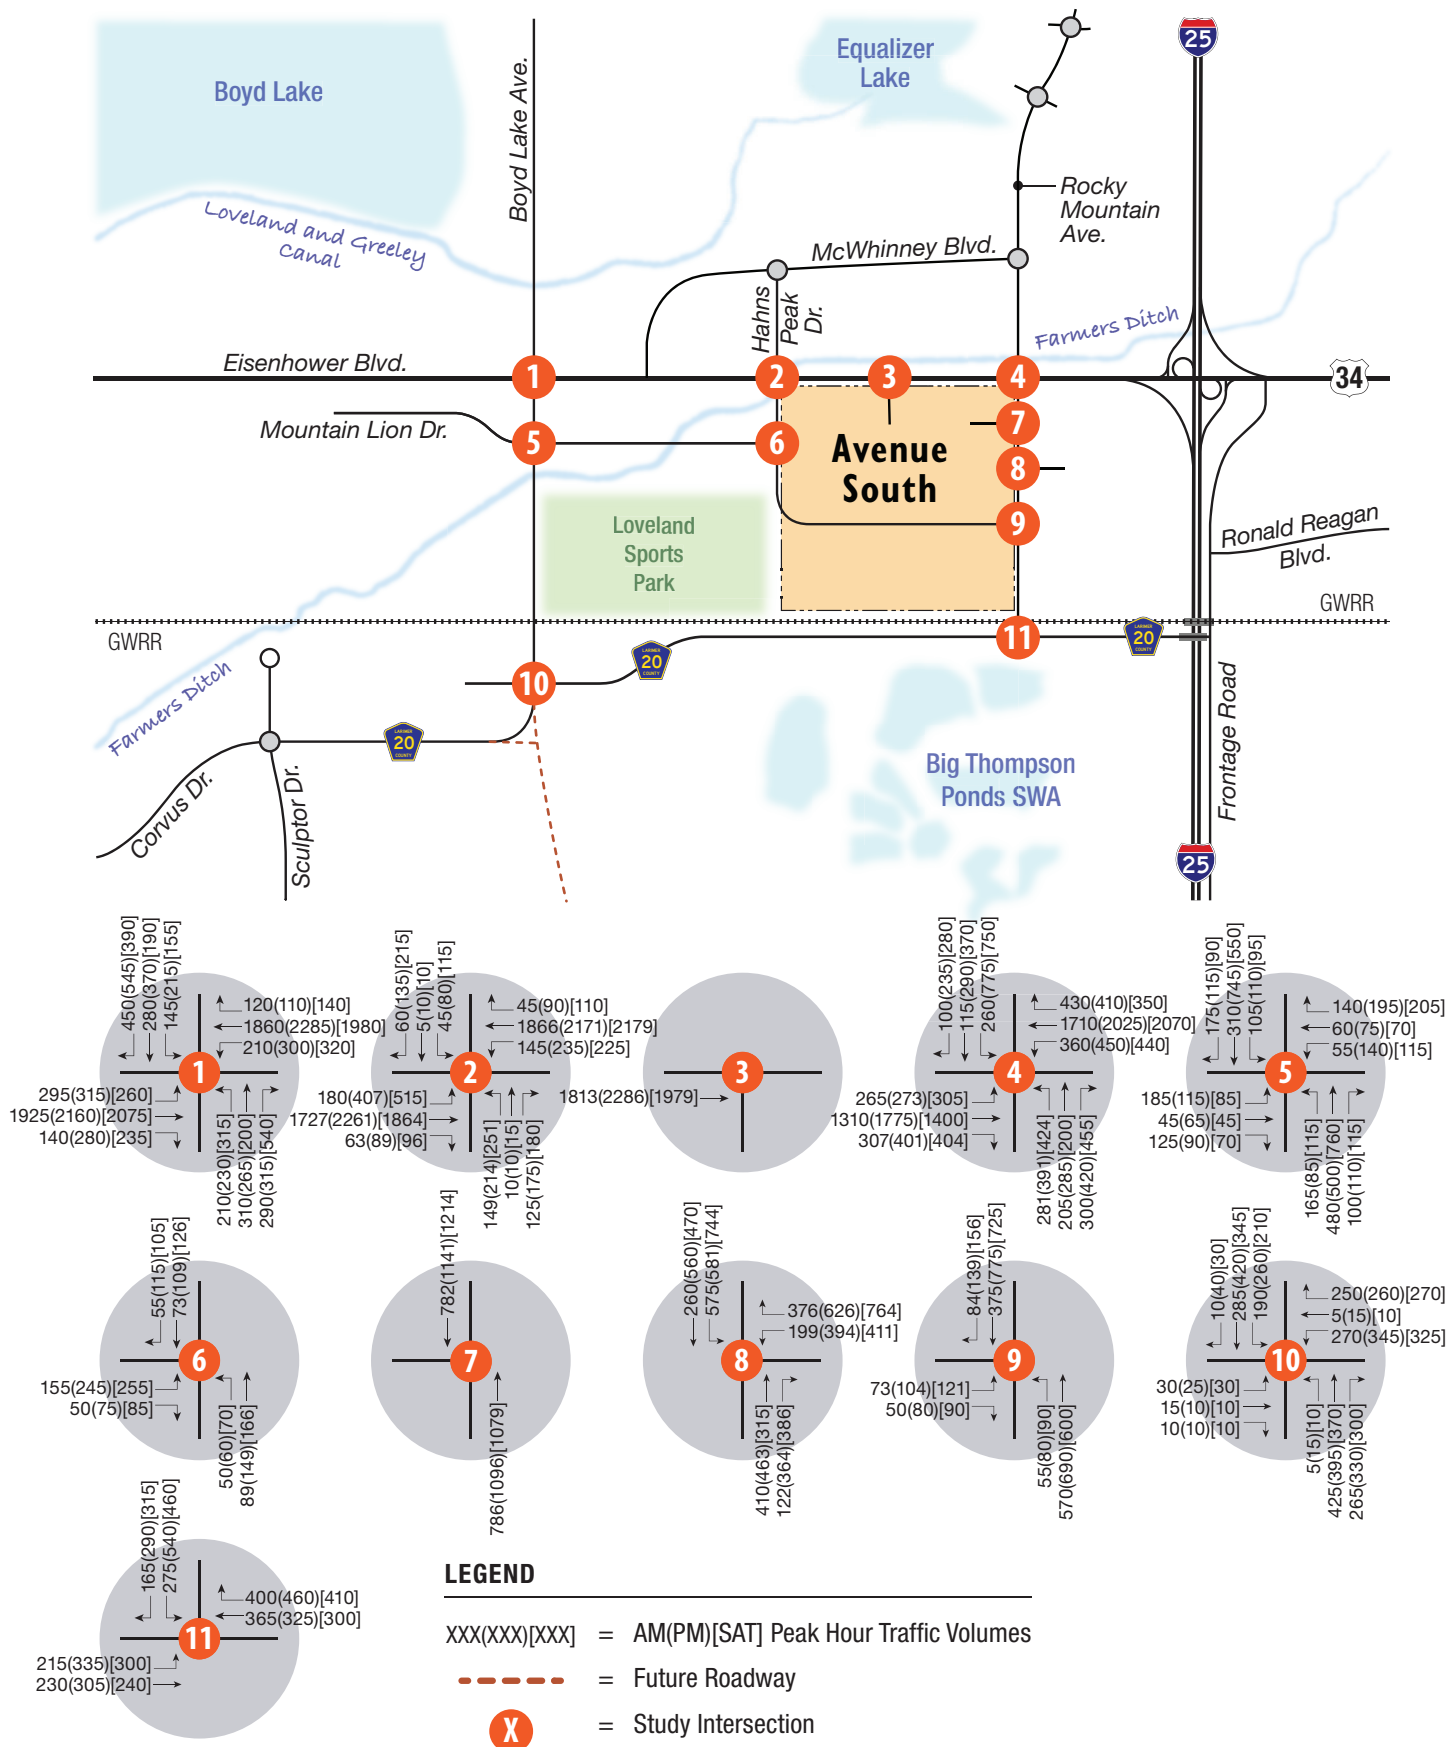 Boyd Lake
Boyd Lake Ave.
Equalizer
Lake
25
Loveland and Greeley
Canal
Rocky
Mountain
Ave.
McWhinney Blvd.
Hahns
Peak
Dr.
Farmers Ditch
Eisenhower Blvd.
1
2
3
4
34
Mountain Lion Dr.
5
6
7
Avenue
South
8
9
Loveland
Sports
Park
Ronald Reagan
Blvd.
GWRR
GWRR
LARIMER
20
COUNTY
11
LARIMER
20
COUNTY
10
Farmers Ditch
LARIMER
20
COUNTY
Corvus Dr.
Sculptor Dr.
Big Thompson
Ponds SWA
Frontage Road
25
450(545)[390]
280(370)[190]
145(215)[155]
120(110)[140]
1860(2285)[1980]
210(300)[320]
1
295(315)[260]
1925(2160)[2075]
140(280)[235]
210(230)[315]
310(265)[200]
290(315)[540]
60(135)[215]
5(10)[10]
45(80)[115]
45(90)[110]
1866(2171)[2179]
145(235)[225]
2
180(407)[515]
1727(2261)[1864]
63(89)[96]
149(214)[251]
10(10)[15]
125(175)[180]
3
1813(2286)[1979]
100(235)[280]
115(290)[370]
260(775)[750]
430(410)[350]
1710(2025)[2070]
360(450)[440]
4
265(273)[305]
1310(1775)[1400]
307(401)[404]
281(391)[424]
205(285)[200]
300(420)[455]
175(115)[90]
310(745)[550]
105(110)[95]
140(195)[205]
60(75)[70]
55(140)[115]
5
185(115)[85]
45(65)[45]
125(90)[70]
165(85)[115]
480(500)[760]
100(110)[115]
55(115)[105]
73(109)[126]
6
155(245)[255]
50(75)[85]
50(60)[70]
89(149)[166]
782(1141)[1214]
7
786(1096)[1079]
260(560)[470]
575(581)[744]
376(626)[764]
199(394)[411]
8
410(463)[315]
122(364)[386]
84(139)[156]
375(775)[725]
9
73(104)[121]
50(80)[90]
55(80)[90]
570(690)[600]
10(40)[30]
285(420)[345]
190(260)[210]
250(260)[270]
5(15)[10]
270(345)[325]
10
30(25)[30]
15(10)[10]
10(10)[10]
5(15)[10]
425(395)[370]
265(330)[300]
165(290)[315]
275(540)[460]
400(460)[410]
365(325)[300]
11
215(335)[300]
230(305)[240]
LEGEND
XXX(XXX)[XXX] = AM(PM)[SAT] Peak Hour Traffic Volumes
= Future Roadway
X = Study Intersection